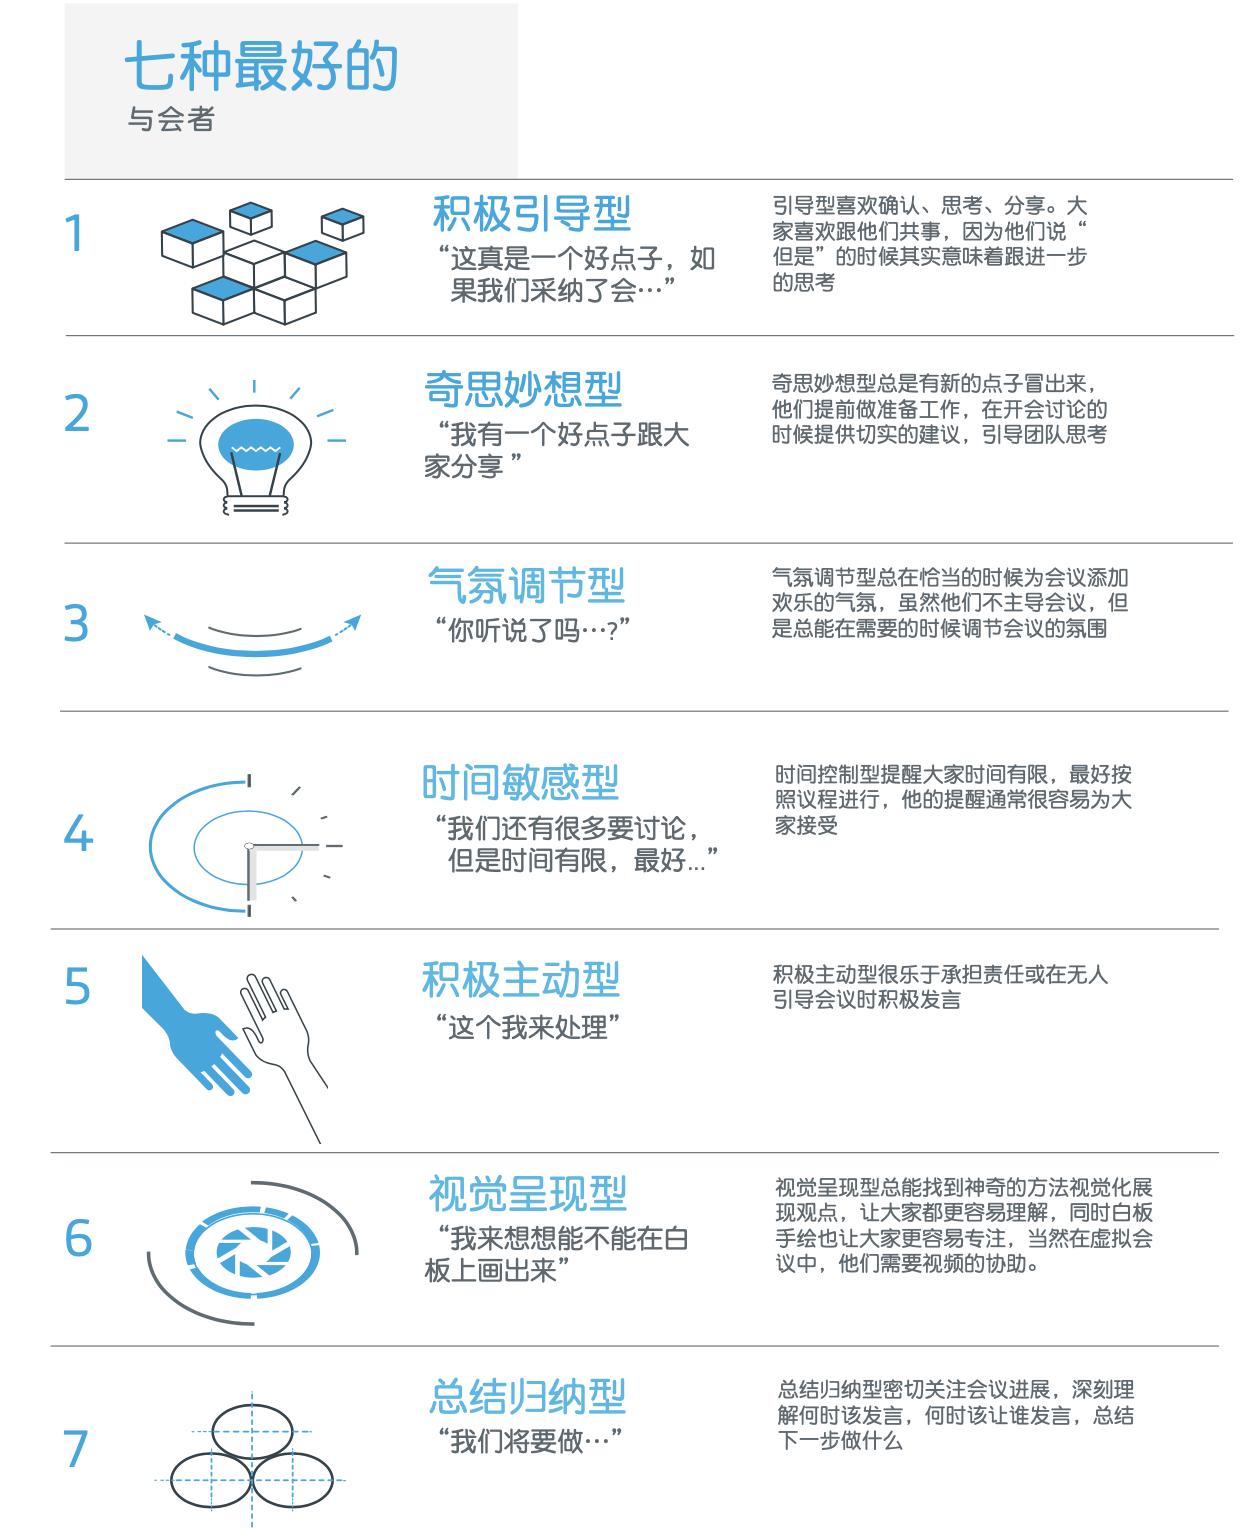 七种最好的
与会者
1
积极引导型
“这真是一个好点子，如
果我们采纳了会…”
引导型喜欢确认、思考、分享。大
家喜欢跟他们共事，因为他们说“
但是”的时候其实意味着跟进一步
的思考
2
奇思妙想型
“我有一个好点子跟大
家分享 ”
奇思妙想型总是有新的点子冒出来，
他们提前做准备工作，在开会讨论的
时候提供切实的建议，引导团队思考
3
气氛调节型
“你听说了吗…?”
气氛调节型总在恰当的时候为会议添加
欢乐的气氛，虽然他们不主导会议，但
是总能在需要的时候调节会议的氛围
4
时间敏感型
“我们还有很多要讨论，
但是时间有限，最好...”
时间控制型提醒大家时间有限，最好按
照议程进行，他的提醒通常很容易为大
家接受
5
积极主动型
“这个我来处理”
积极主动型很乐于承担责任或在无人
引导会议时积极发言
6
视觉呈现型
“我来想想能不能在白
板上画出来”
视觉呈现型总能找到神奇的方法视觉化展
现观点，让大家都更容易理解，同时白板
手绘也让大家更容易专注，当然在虚拟会
议中，他们需要视频的协助。
7
总结归纳型
“我们将要做…”
总结归纳型密切关注会议进展，深刻理
解何时该发言，何时该让谁发言，总结
下一步做什么